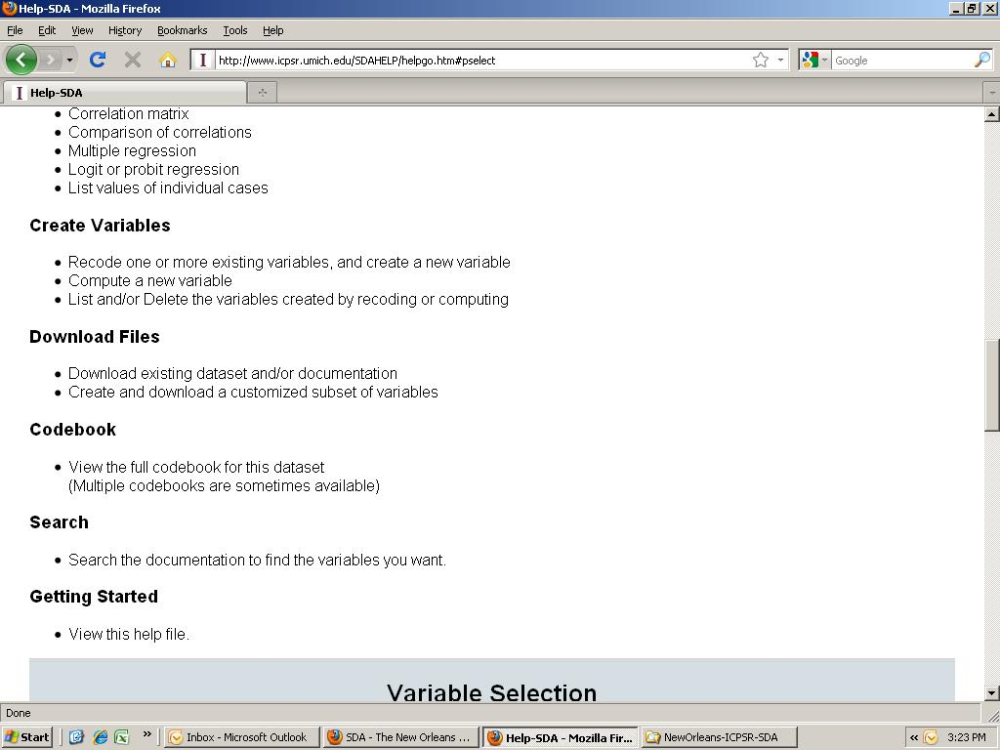 Help-SDA - Mozilla Firefox
File Edit View History Bookmarks Tools Help
http://www.icpsr.umich.edu/SDAHELP/helpgo.htm#pselect
Google
Help-SDA
Correlation matrix
Comparison of correlations
Multiple regression
Logit or probit regression
List values of individual cases
Create Variables
Recode one or more existing variables, and create a new variable
Compute a new variable
List and/or Delete the variables created by recoding or computing
Download Files
Download existing dataset and/or documentation
Create and download a customized subset of variables
Codebook
View the full codebook for this dataset
(Multiple codebooks are sometimes available)
Search
Search the documentation to find the variables you want.
Getting Started
View this help file.
Variable Selection
Done
Start » Inbox - Microsoft Outlook SDA - The New Orleans ... Help-SDA - Mozilla Fir... NewOrleans-ICPSR-SDA « 3:23 PM